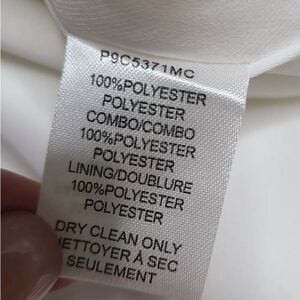 P9C5371MC
100%POLYESTER
POLYESTER
COMBO/COMBO
100%POLYESTER
POLYESTER
LINING/DOUBLURE
100%POLYESTER
POLYESTER
DRY CLEAN ONLY
NETTOYER À SEC
SEULEMENT